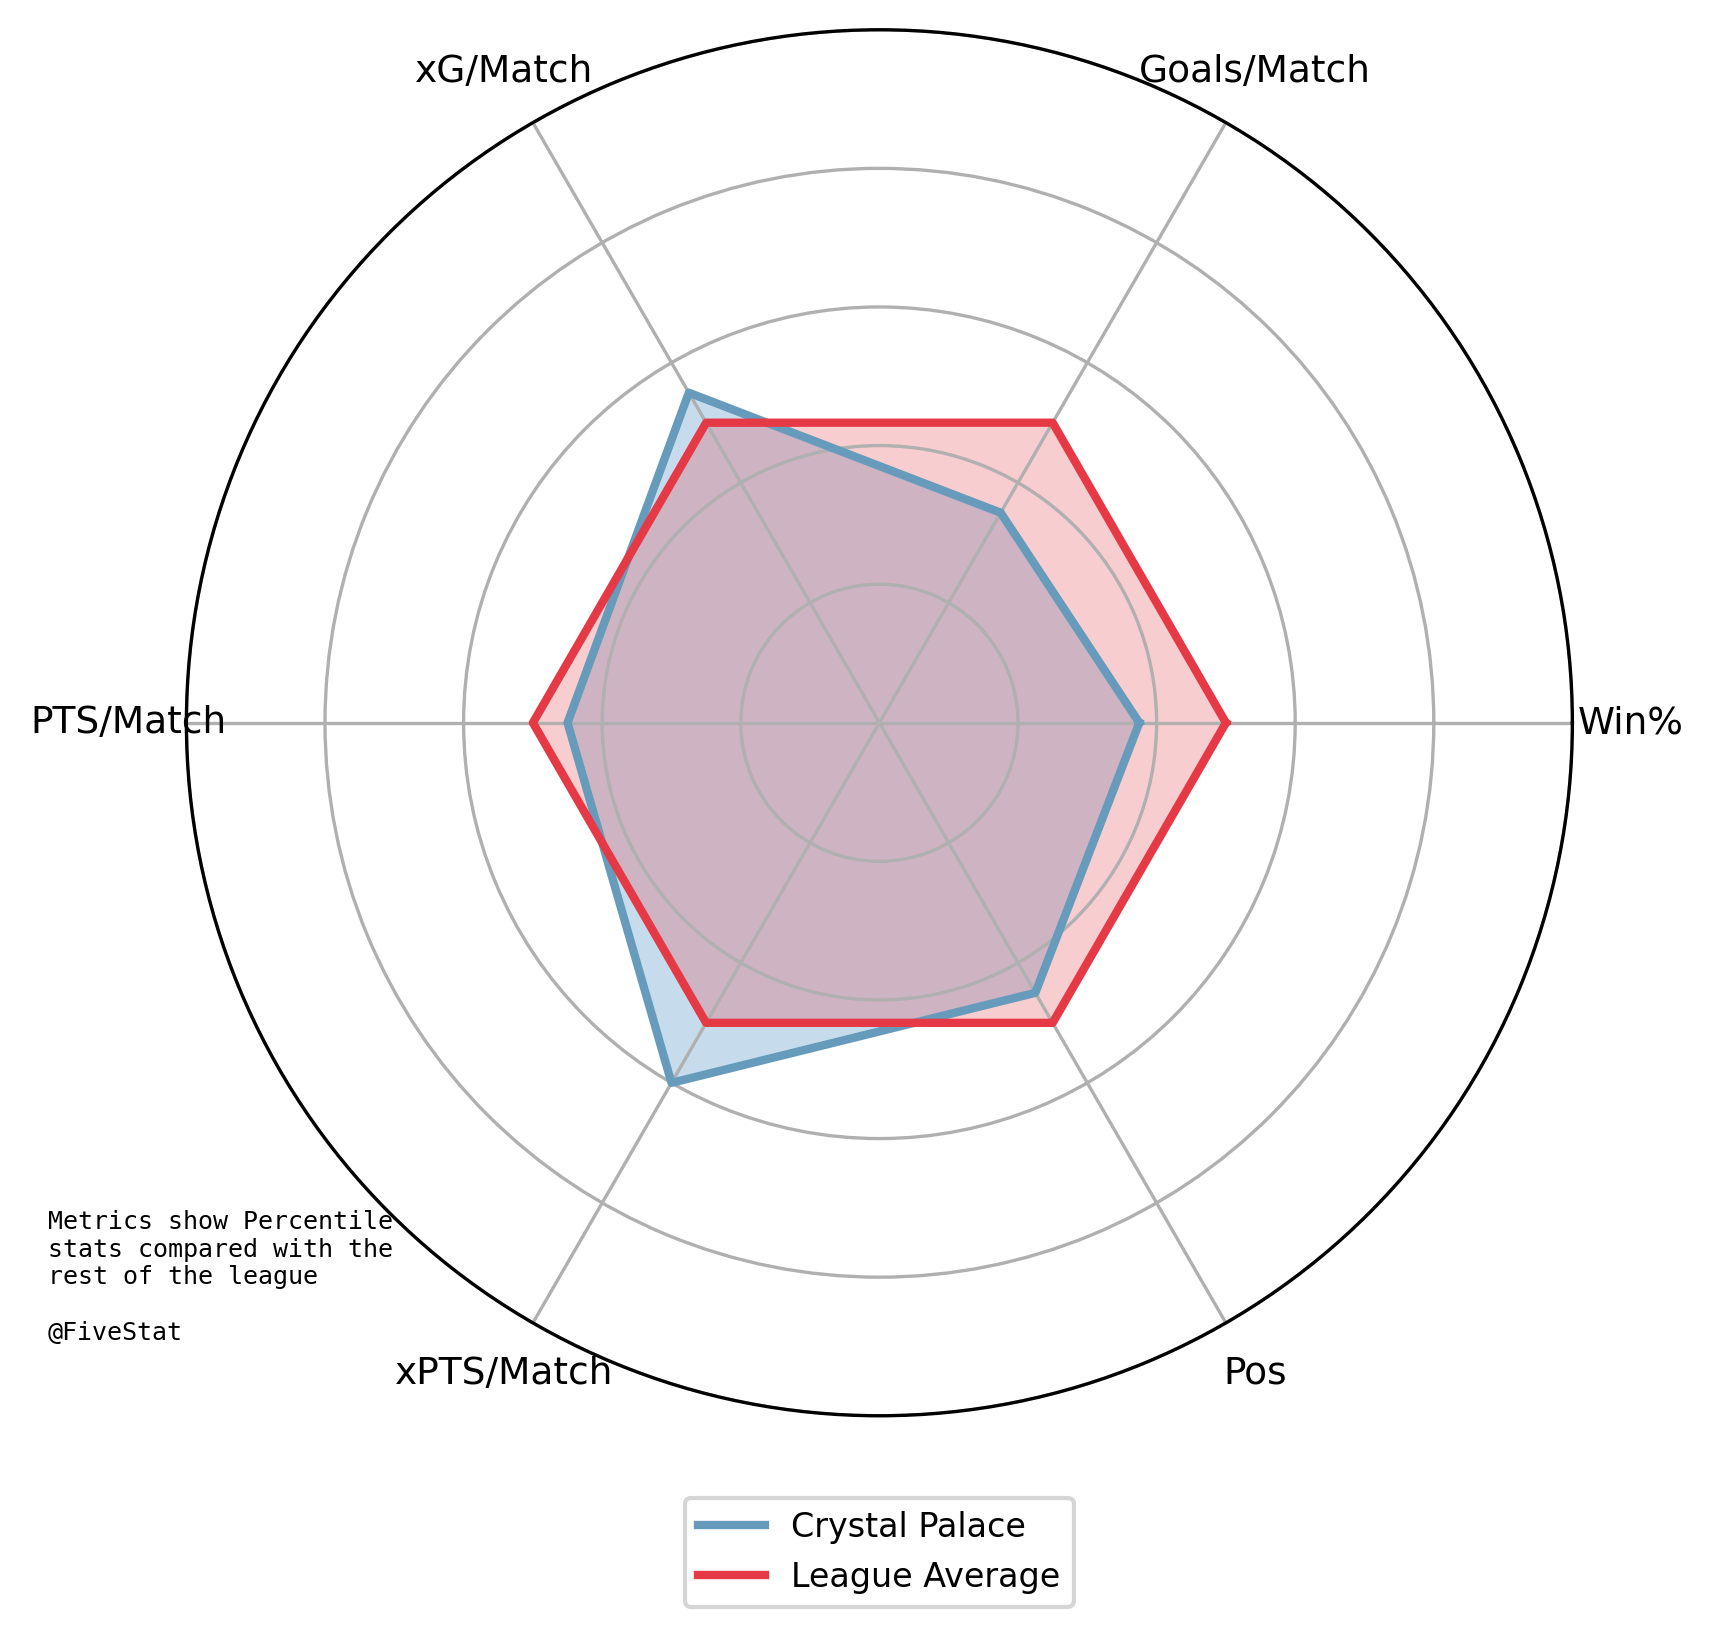 xG/Match
Goals/Match
PTS/Match
Win%
Metrics show Percentile
stats compared with the
rest of the league
@FiveStat
xPTS/Match
Pos
Crystal Palace
League Average